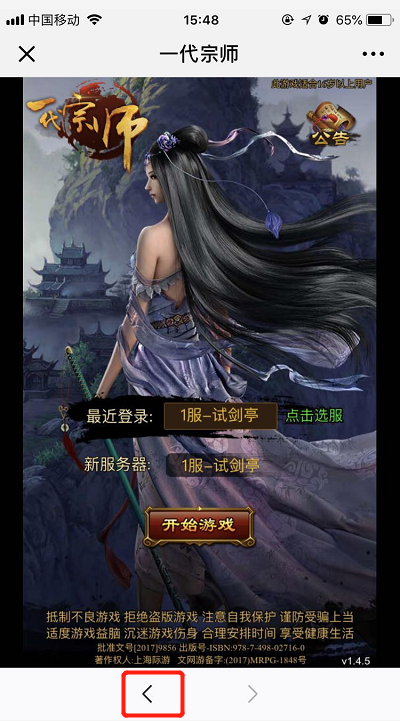 中国移动 15:48 65%
一代宗师
此游戏适合16岁以上用户
一代宗师
公告
最近登录: 1服-试剑亭 点击选服
新服务器: 1服-试剑亭
开始游戏
抵制不良游戏 拒绝盗版游戏 注意自我保护 谨防受骗上当
适度游戏益脑 沉迷游戏伤身 合理安排时间 享受健康生活
批准文号[2017]9856 出版号-ISBN:978-7-498-02716-0
著作权人:上海际游 文网游备字:(2017)MRPG-1848号
v1.4.5